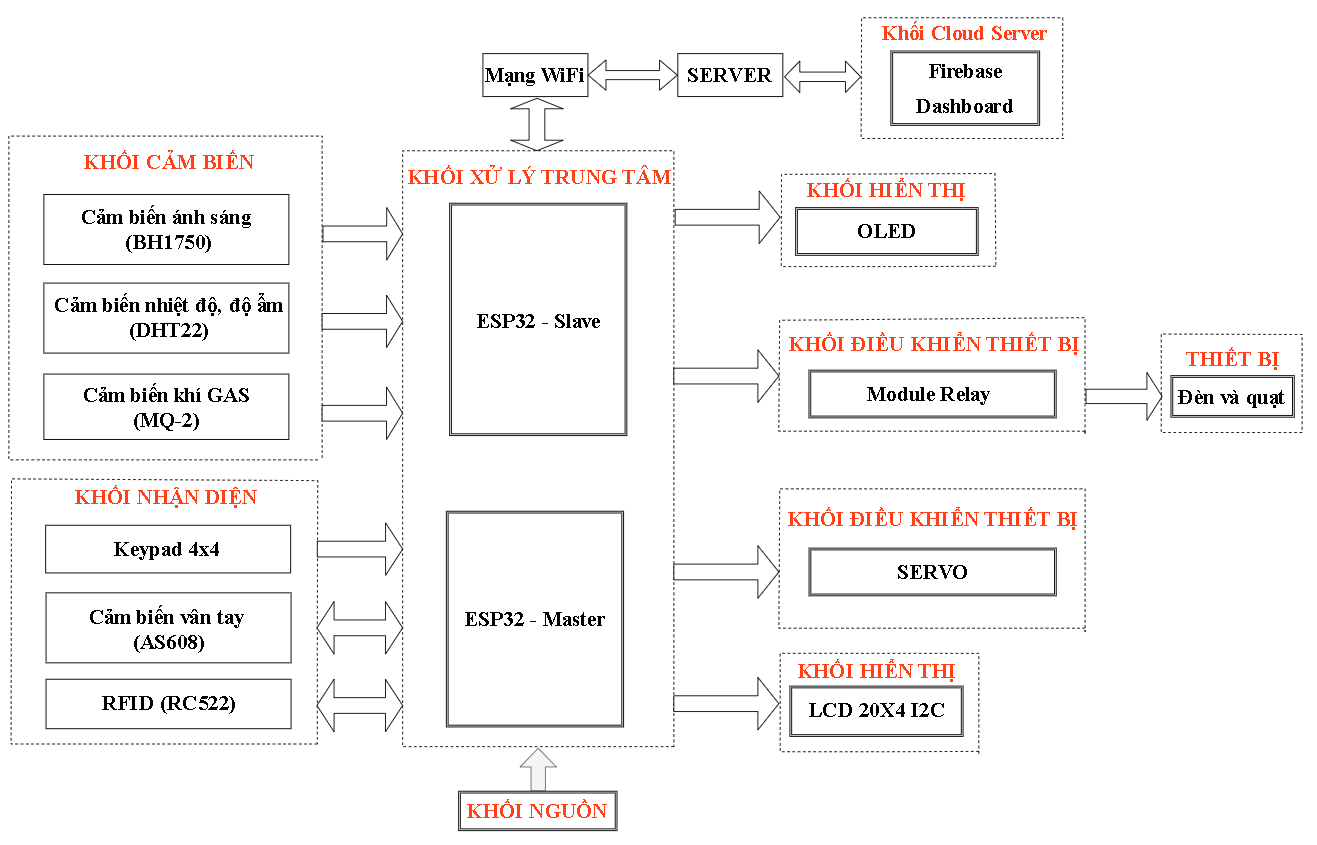 Khối Cloud Server
Firebase
Dashboard
Mạng WiFi
SERVER
KHỐI CẢM BIẾN
Cảm biến ánh sáng
(BH1750)
Cảm biến nhiệt độ, độ ẩm
(DHT22)
Cảm biến khí GAS
(MQ-2)
KHỐI NHẬN DIỆN
Keypad 4x4
Cảm biến vân tay
(AS608)
RFID (RC522)
KHỐI XỬ LÝ TRUNG TÂM
ESP32 - Slave
ESP32 - Master
KHỐI NGUỒN
KHỐI HIỂN THỊ
OLED
KHỐI ĐIỀU KHIỂN THIẾT BỊ
Module Relay
THIẾT BỊ
Đèn và quạt
KHỐI ĐIỀU KHIỂN THIẾT BỊ
SERVO
KHỐI HIỂN THỊ
LCD 20X4 I2C